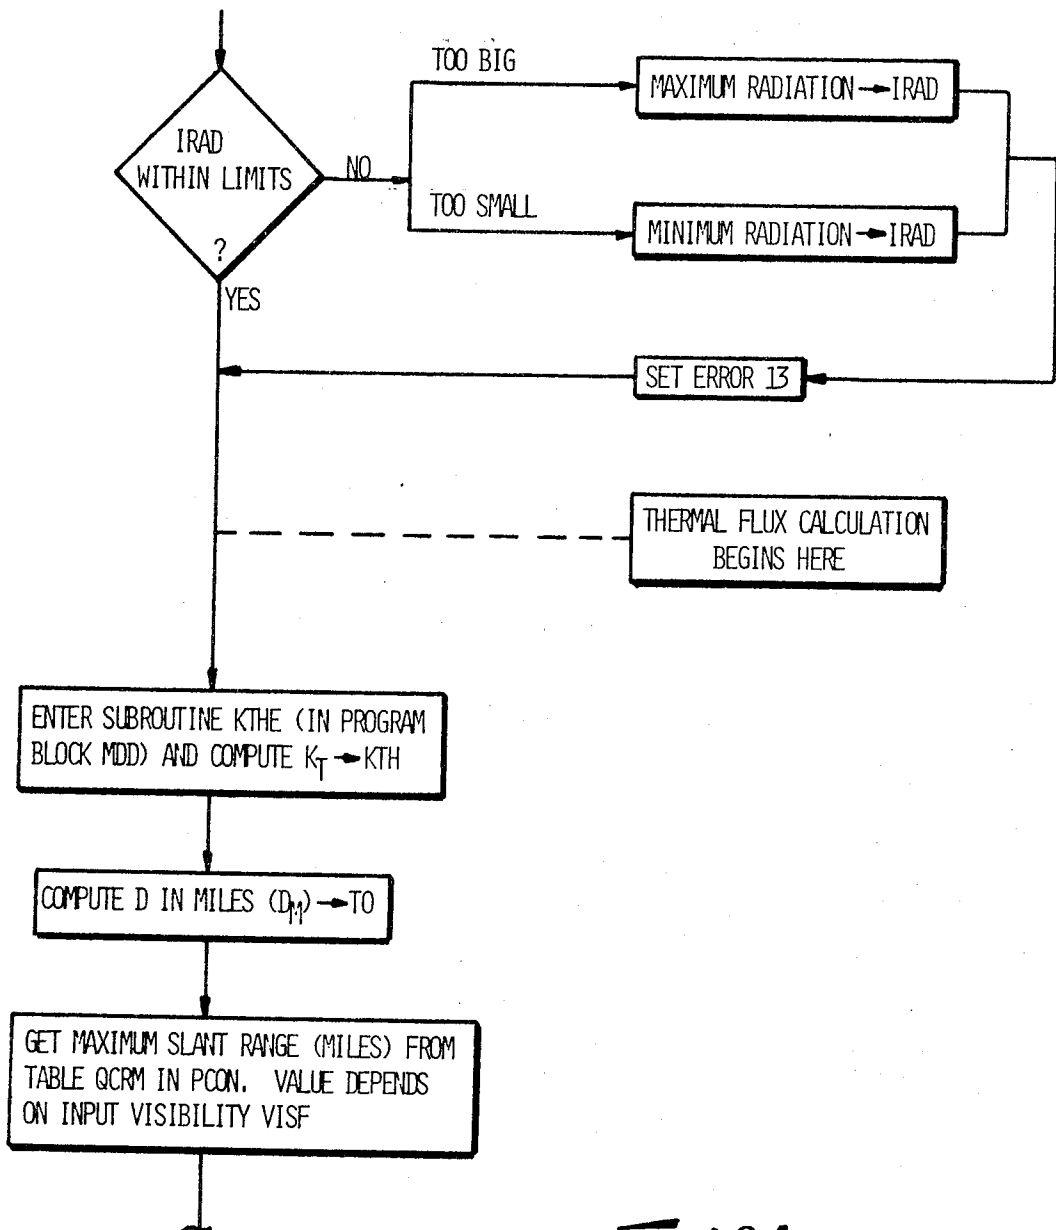 TOO BIG
MAXIMUM RADIATION → IRAD
IRAD
WITHIN LIMITS
?
NO
TOO SMALL
MINIMUM RADIATION → IRAD
YES
SET ERROR 13
THERMAL FLUX CALCULATION
BEGINS HERE
ENTER SUBROUTINE KTHE (IN PROGRAM
BLOCK MDD) AND COMPUTE K_T → KTH
COMPUTE D IN MILES (D_M) → TO
GET MAXIMUM SLANT RANGE (MILES) FROM
TABLE QCRM IN PCON. VALUE DEPENDS
ON INPUT VISIBILITY VISF